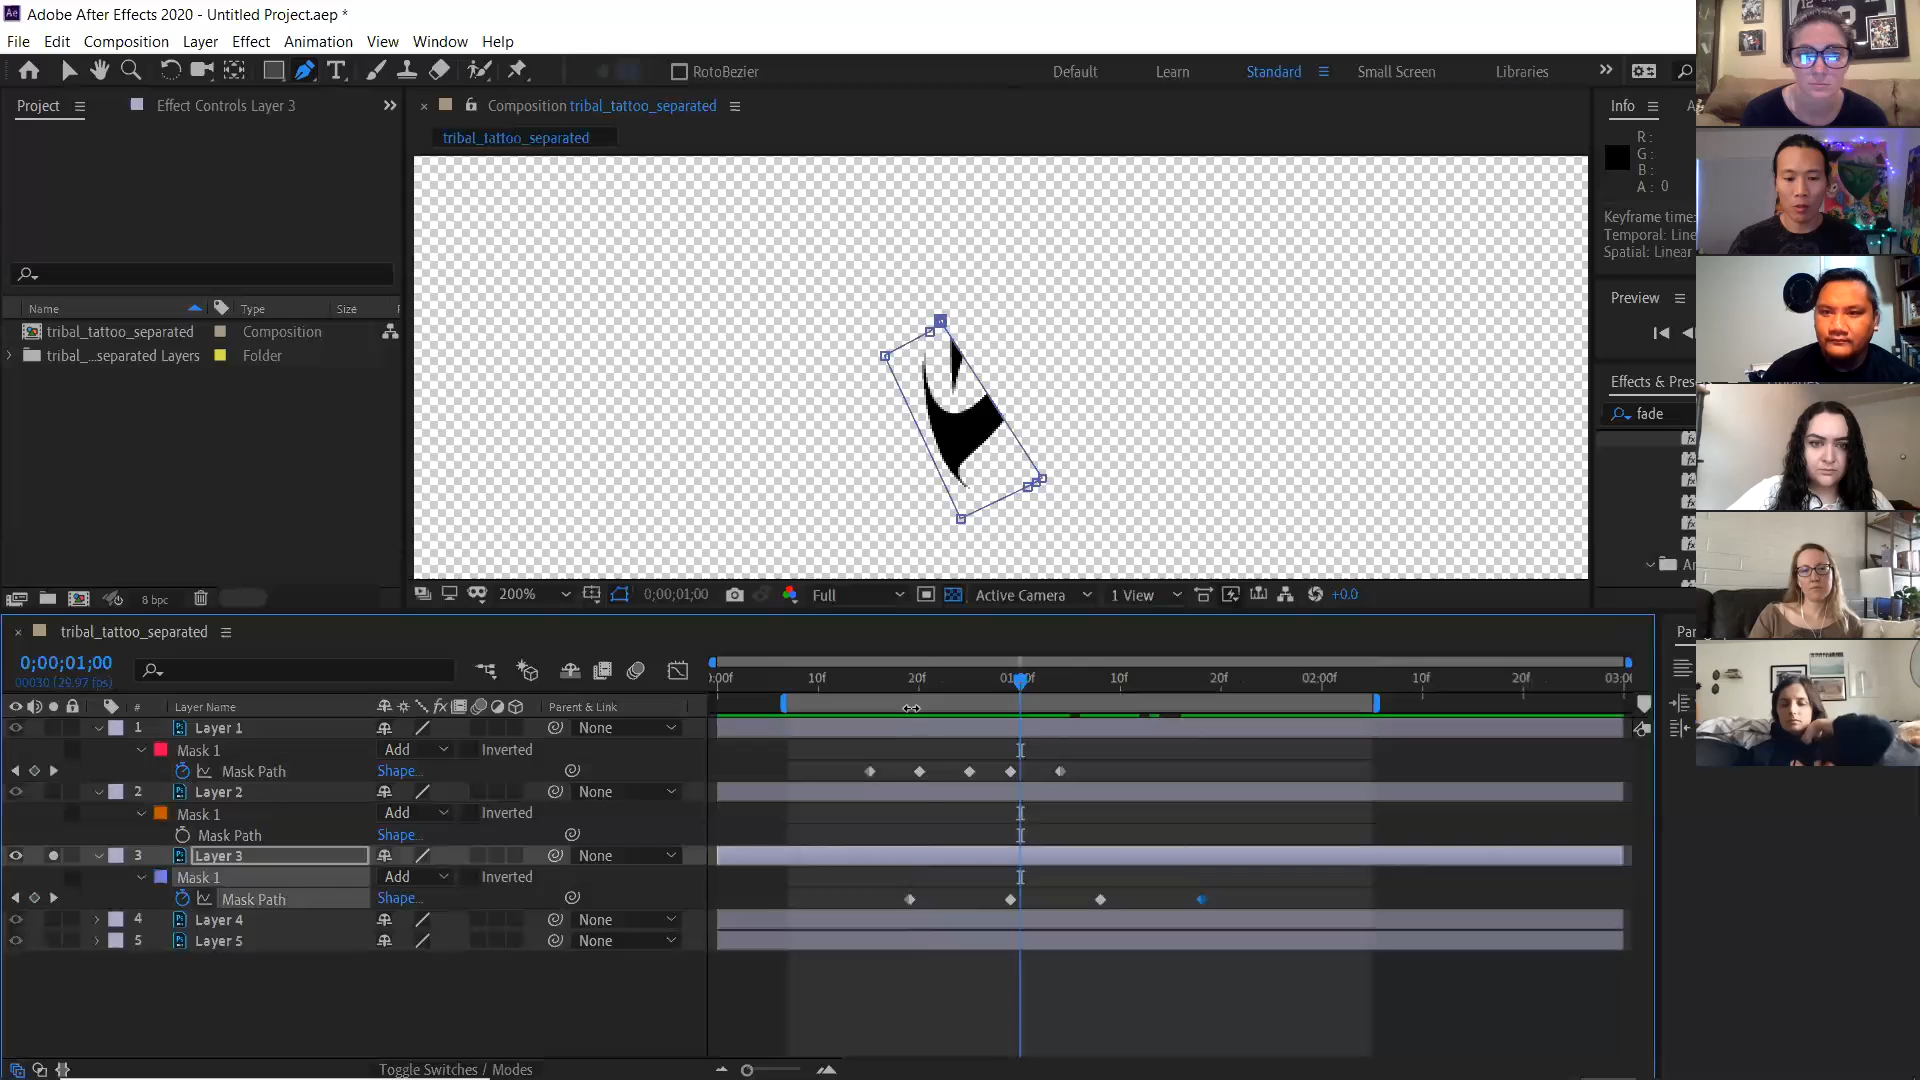 Adobe After Effects 2020 - Untitled Project.aep *
File Edit Composition Layer Effect Animation View Window Help
RotoBezier Default Learn Standard Small Screen Libraries
Project Effect Controls Layer 3
Composition tribal_tattoo_separated
tribal_tattoo_separated
Info
R:
G:
B:
A: 0
Keyframe time:
Temporal: Line
Spatial: Linear
Preview
Effects & Pres
fade
Name Type Size
tribal_tattoo_separated Composition
tribal_...separated Layers Folder
8 bpc
200% 0;00;01;00 Full Active Camera 1 View +0.0
tribal_tattoo_separated
0;00;01;00
00030 (29.97 fps)
):00f 10f 20f 01:00f 10f 20f 02:00f 10f 20f 03:00
# Layer Name Parent & Link
1 Layer 1 None
Mask 1 Add Inverted
Mask Path Shape...
2 Layer 2 None
Mask 1 Add Inverted
Mask Path Shape...
3 Layer 3 None
Mask 1 Add Inverted
Mask Path Shape...
4 Layer 4 None
5 Layer 5 None
Toggle Switches / Modes